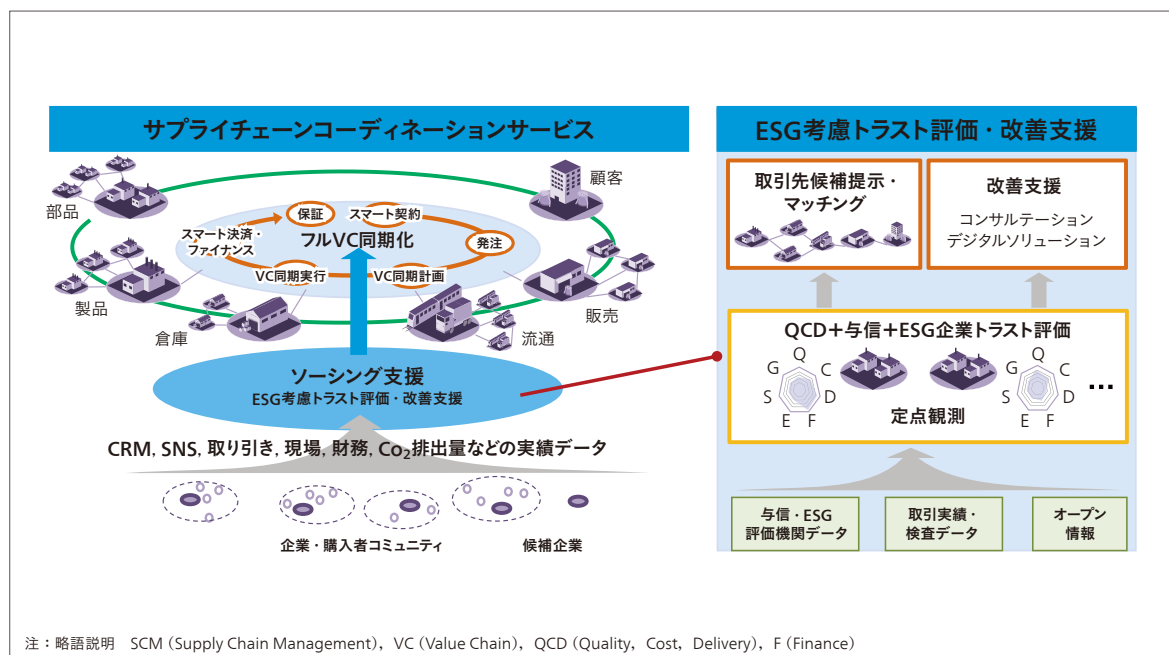 サプライチェーンコーディネーションサービス
部品
顧客
保証
スマート契約
スマート決済・
ファイナンス
フルVC同期化
発注
VC同期実行
VC同期計画
製品
倉庫
流通
販売
ソーシング支援
ESG考慮トラスト評価・改善支援
CRM, SNS, 取り引き, 現場, 財務, Co₂排出量などの実績データ
企業・購入者コミュニティ
候補企業
ESG考慮トラスト評価・改善支援
取引先候補提示・
マッチング
改善支援
コンサルテーション
デジタルソリューション
QCD+与信+ESG企業トラスト評価
Q
G C
S D
E F
Q
G C
S D
E F
...
定点観測
与信・ESG
評価機関データ
取引実績・
検査データ
オープン
情報
注：略語説明 SCM（Supply Chain Management），VC（Value Chain），QCD（Quality，Cost，Delivery），F（Finance）